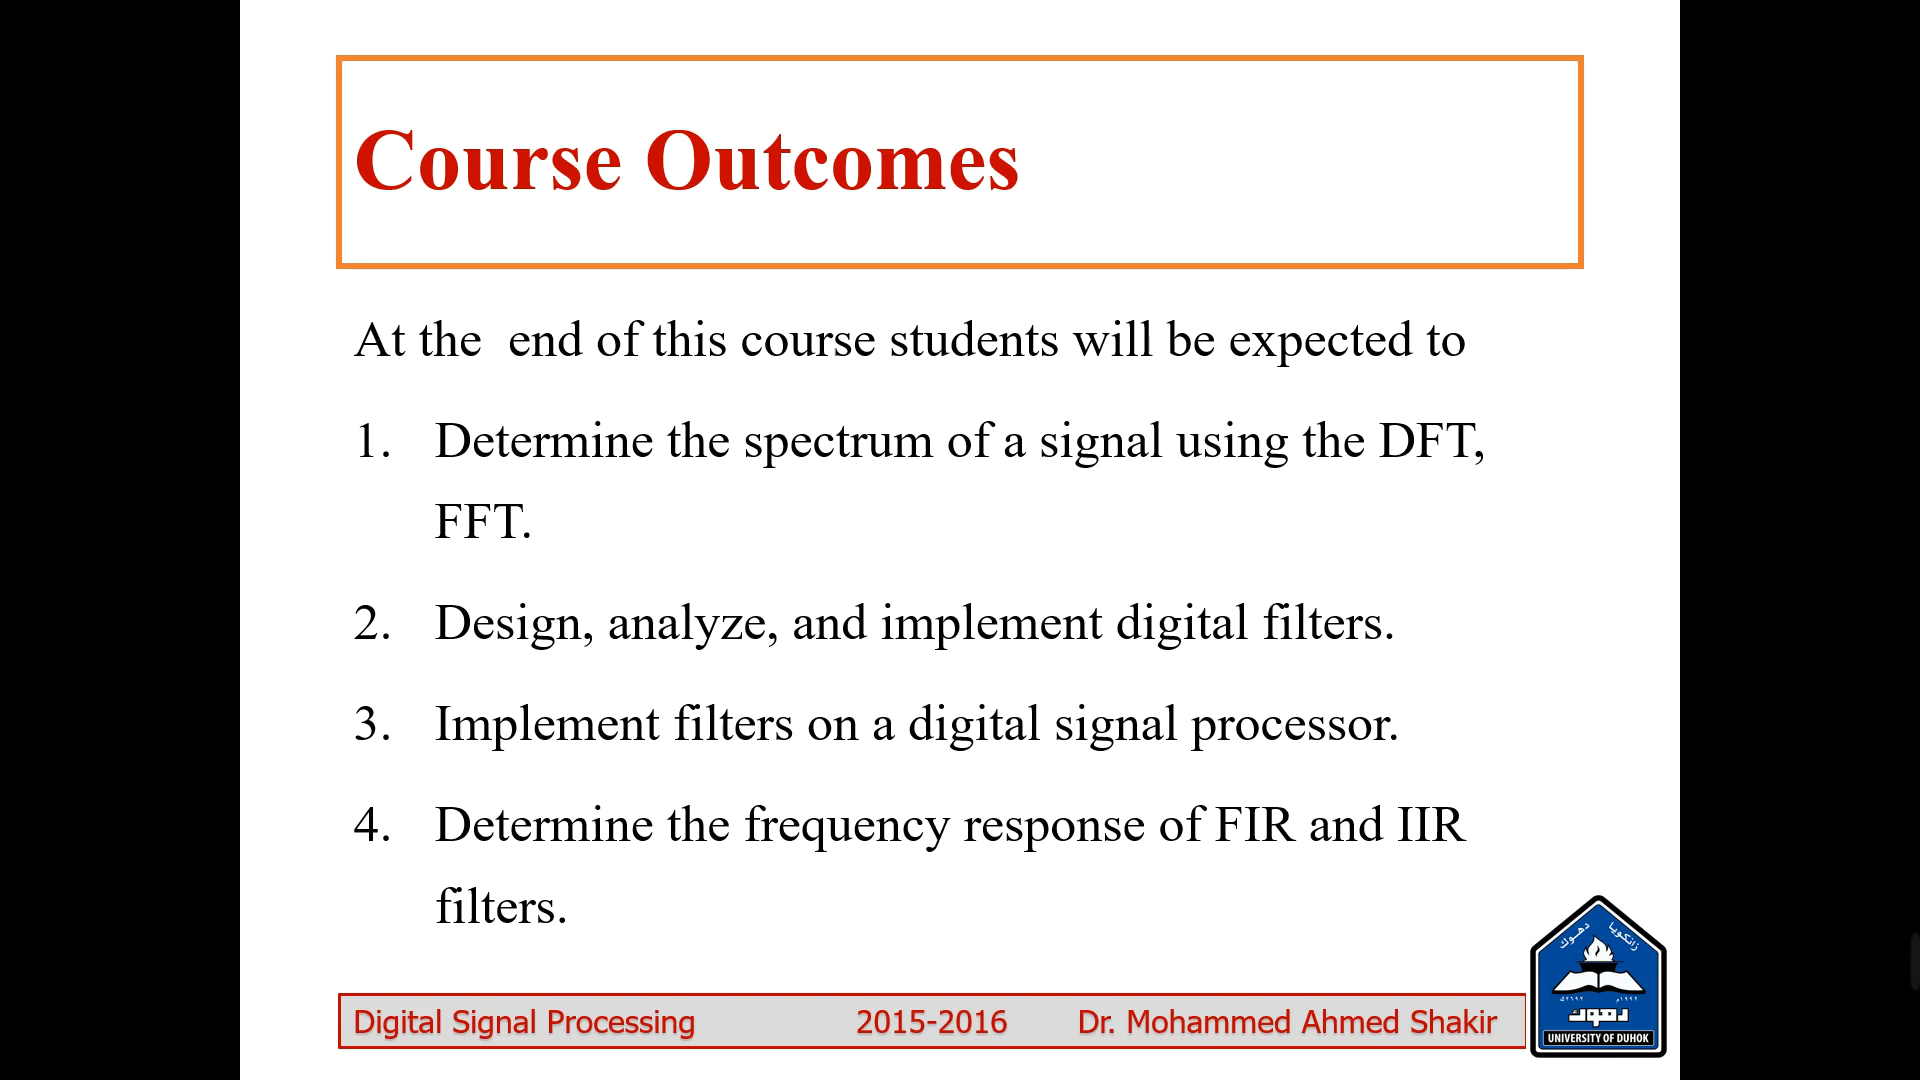 Course Outcomes
At the end of this course students will be expected to
1. Determine the spectrum of a signal using the DFT,
FFT.
2. Design, analyze, and implement digital filters.
3. Implement filters on a digital signal processor.
4. Determine the frequency response of FIR and IIR
filters.
Digital Signal Processing 2015-2016 Dr. Mohammed Ahmed Shakir
زانكويا دهوك
دهوك
UNIVERSITY OF DUHOK